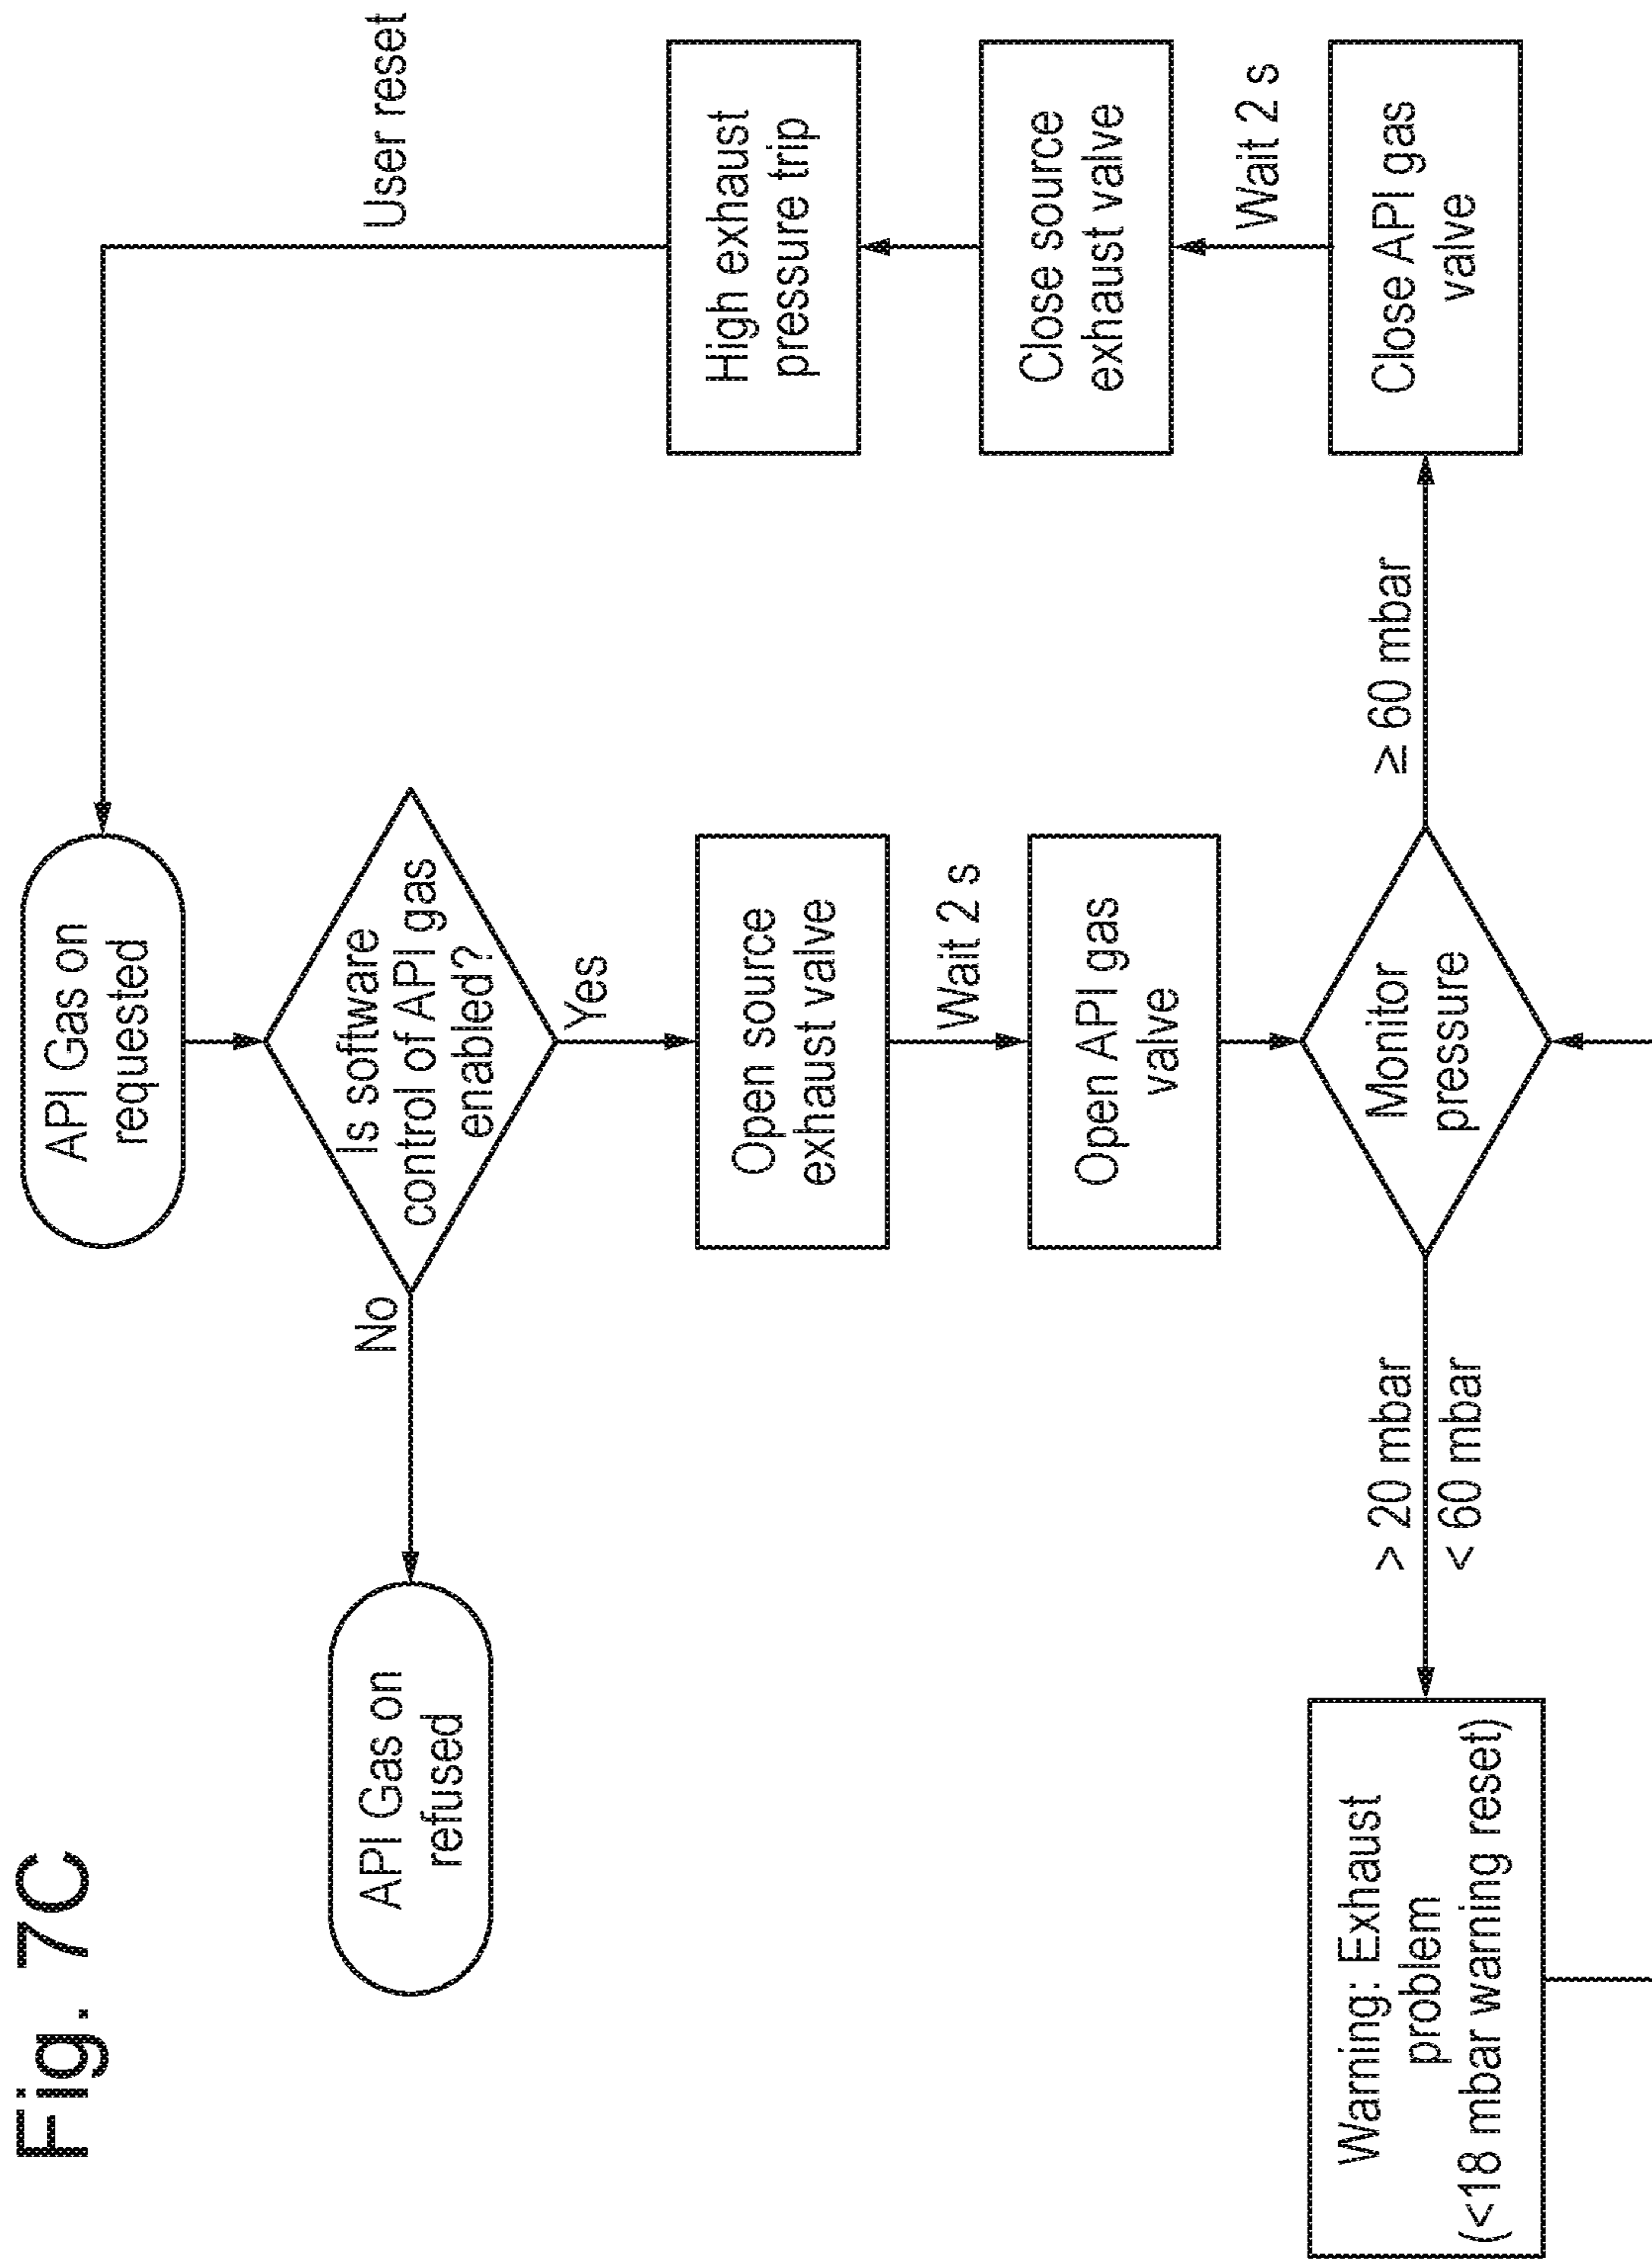 Fig. 7C
API Gas on
requested
User reset
Is software
control of API gas
enabled?
No
API Gas on
refused
Yes
Open source
exhaust valve
Wait 2 s
Open API gas
valve
Monitor
pressure
> 20 mbar
< 60 mbar
Warning: Exhaust
problem
(<18 mbar warning reset)
≥ 60 mbar
Close API gas
valve
Wait 2 s
Close source
exhaust valve
High exhaust
pressure trip